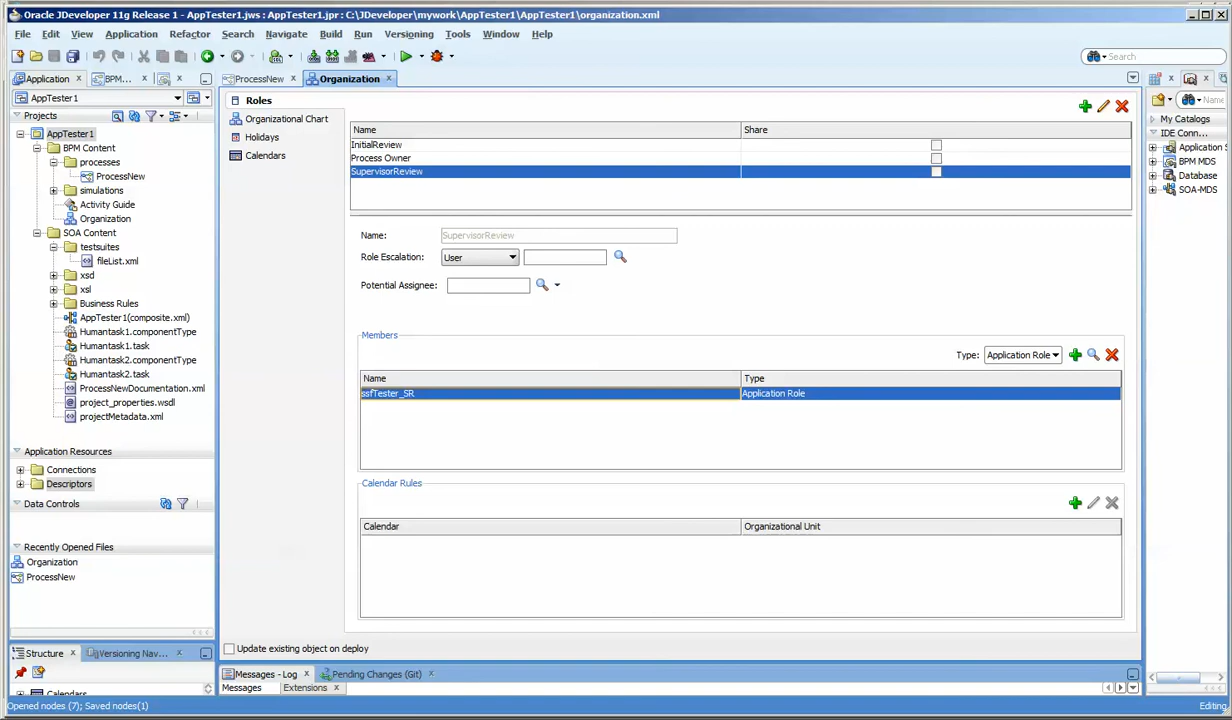 Oracle JDeveloper 11g Release 1 - AppTester1.jws : AppTester1.jpr : C:\JDeveloper\mywork\AppTester1\AppTester1\organization.xml
File Edit View Application Refactor Search Navigate Build Run Versioning Tools Window Help
Search
Application BPM... ProcessNew Organization
AppTester1
Projects
AppTester1
BPM Content
processes
ProcessNew
simulations
Activity Guide
Organization
SOA Content
testsuites
fileList.xml
xsd
xsl
Business Rules
AppTester1(composite.xml)
Humantask1.componentType
Humantask1.task
Humantask2.componentType
Humantask2.task
ProcessNewDocumentation.xml
project_properties.wsdl
projectMetadata.xml
Application Resources
Connections
Descriptors
Data Controls
Recently Opened Files
Organization
ProcessNew
Structure Versioning Nav...
Calendars
Roles
Organizational Chart
Holidays
Calendars
Name Share
InitialReview
Process Owner
SupervisorReview
Name: SupervisorReview
Role Escalation: User
Potential Assignee:
Members
Type: Application Role
Name Type
ssfTester_SR Application Role
Calendar Rules
Calendar Organizational Unit
Update existing object on deploy
Messages - Log Pending Changes (Git)
Messages Extensions
Name
My Catalogs
IDE Conn...
Application S
BPM MDS
Database
SOA-MDS
Opened nodes (7); Saved nodes(1) Editing